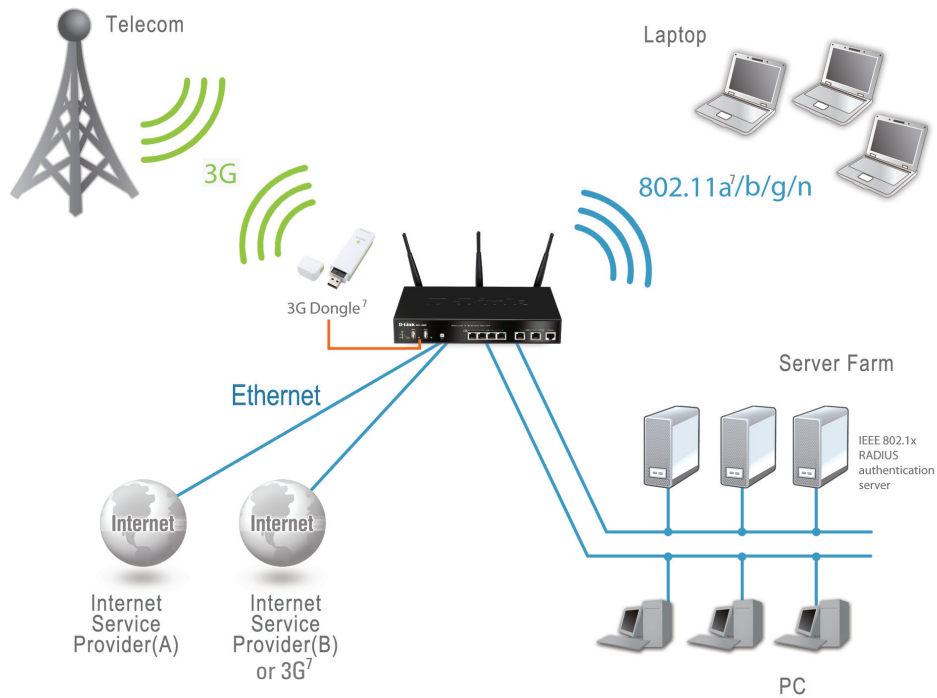 Telecom
Laptop
3G
802.11a⁷/b/g/n
3G Dongle⁷
D-Link
D-Link
Ethernet
Server Farm
IEEE 802.1x
RADIUS
authentication
server
Internet
Internet
Internet
Service
Provider(A)
Internet
Service
Provider(B)
or 3G⁷
PC